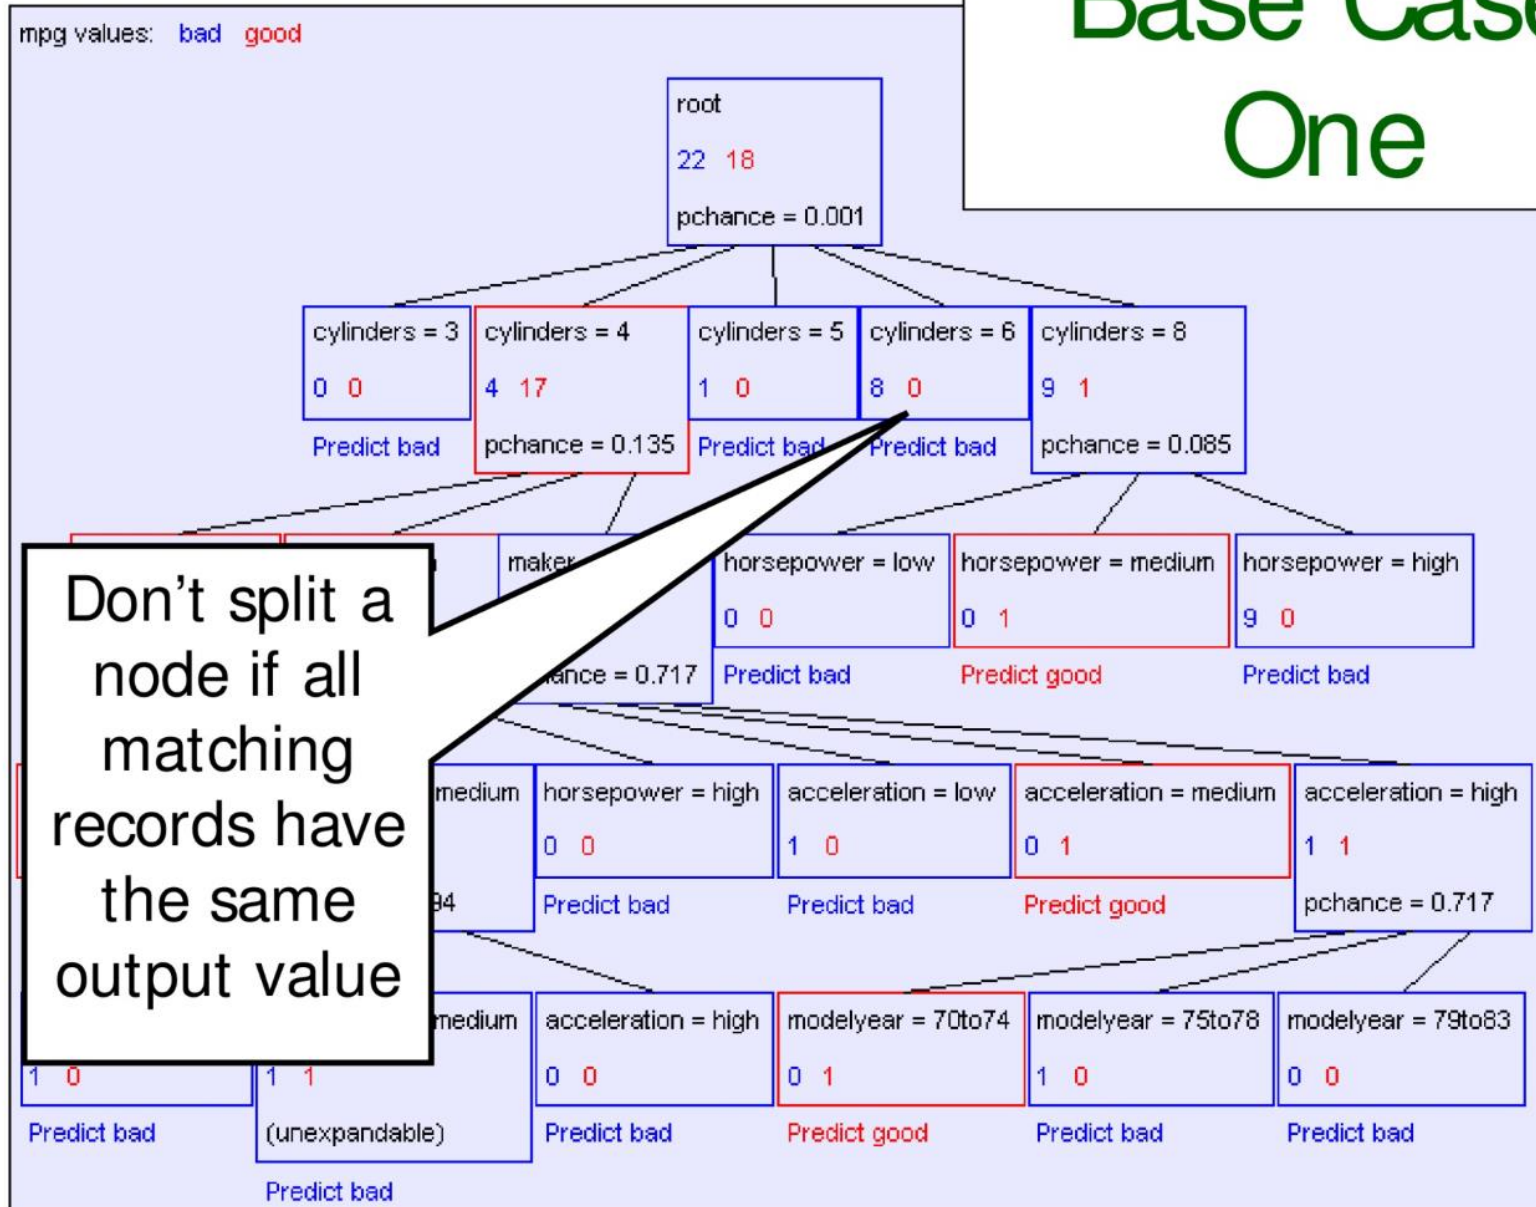 Base Case
One
mpg values: bad good
root
22 18
pchance = 0.001
cylinders = 3
0 0
Predict bad
cylinders = 4
4 17
pchance = 0.135
cylinders = 5
1 0
Predict bad
cylinders = 6
8 0
Predict bad
cylinders = 8
9 1
pchance = 0.085
maker
= 0.717
horsepower = low
0 0
Predict bad
horsepower = medium
0 1
Predict good
horsepower = high
9 0
Predict bad
Don't split a
node if all
matching
records have
the same
output value
medium
horsepower = high
0 0
Predict bad
acceleration = low
1 0
Predict bad
acceleration = medium
0 1
Predict good
acceleration = high
1 1
pchance = 0.717
1 0
Predict bad
medium
1 1
(unexpandable)
Predict bad
acceleration = high
0 0
Predict bad
modelyear = 70to74
0 1
Predict good
modelyear = 75to78
1 0
Predict bad
modelyear = 79to83
0 0
Predict bad